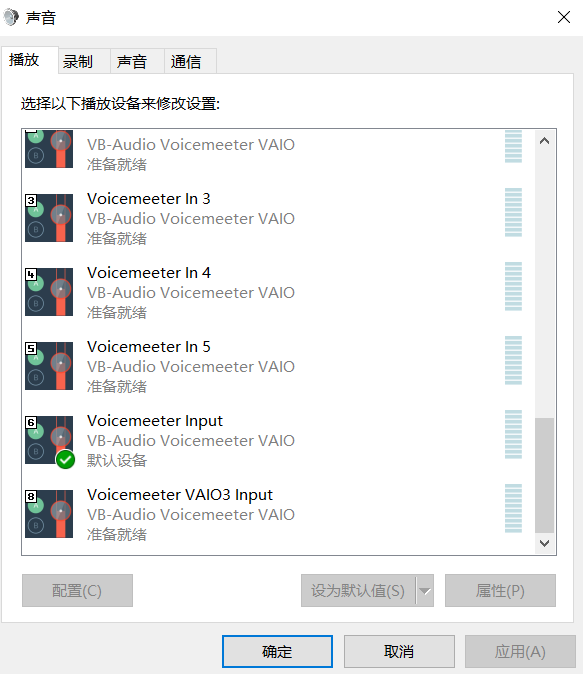 声音
播放 录制 声音 通信
选择以下播放设备来修改设置:
VB-Audio Voicemeeter VAIO
准备就绪
3
Voicemeeter In 3
VB-Audio Voicemeeter VAIO
准备就绪
4
Voicemeeter In 4
VB-Audio Voicemeeter VAIO
准备就绪
5
Voicemeeter In 5
VB-Audio Voicemeeter VAIO
准备就绪
6
Voicemeeter Input
VB-Audio Voicemeeter VAIO
默认设备
8
Voicemeeter VAIO3 Input
VB-Audio Voicemeeter VAIO
准备就绪
配置(C) 设为默认值(S) 属性(P)
确定 取消 应用(A)